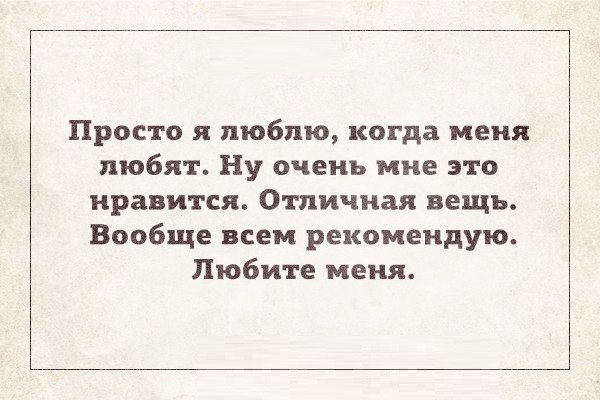 Просто я люблю, когда меня
любят. Ну очень мне это
нравится. Отличная вещь.
Вообще всем рекомендую.
Любите меня.